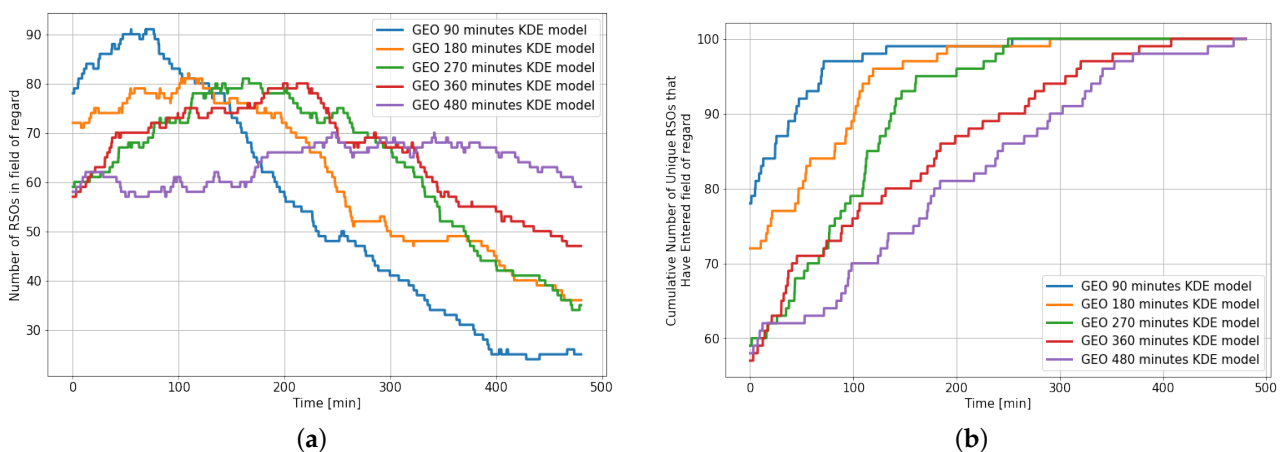 Number of RSOs in field of regard
90
80
70
60
50
40
30
0
100
200
300
400
500
Time [min]
GEO 90 minutes KDE model
GEO 180 minutes KDE model
GEO 270 minutes KDE model
GEO 360 minutes KDE model
GEO 480 minutes KDE model
(a)
Cumulative Number of Unique RSOs that
Have Entered field of regard
100
90
80
70
60
0
100
200
300
400
500
Time [min]
GEO 90 minutes KDE model
GEO 180 minutes KDE model
GEO 270 minutes KDE model
GEO 360 minutes KDE model
GEO 480 minutes KDE model
(b)